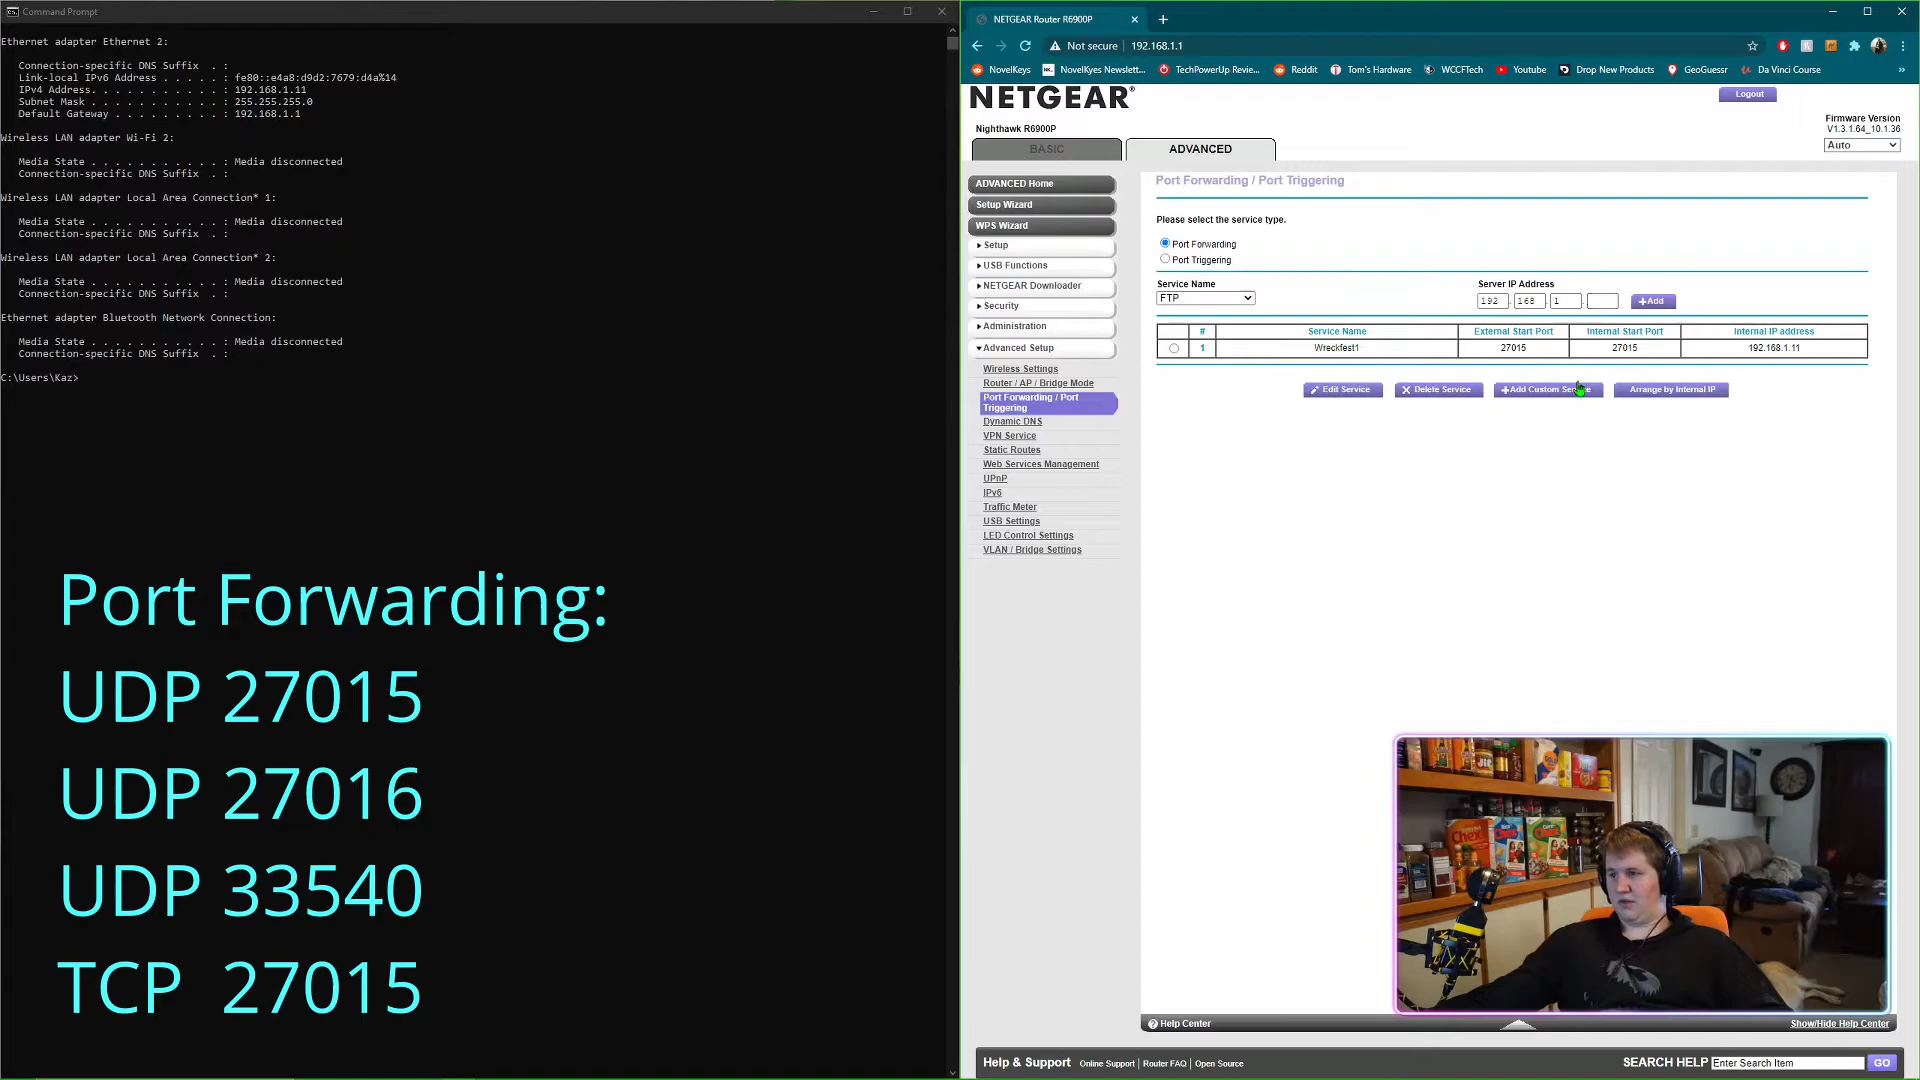 Command Prompt
Ethernet adapter Ethernet 2:
Connection-specific DNS Suffix . :
Link-local IPv6 Address . . . . . : fe80::e4a8:d9d2:7679:d4a%14
IPv4 Address. . . . . . . . . . . : 192.168.1.11
Subnet Mask . . . . . . . . . . . : 255.255.255.0
Default Gateway . . . . . . . . . : 192.168.1.1
Wireless LAN adapter Wi-Fi 2:
Media State . . . . . . . . . . . : Media disconnected
Connection-specific DNS Suffix . :
Wireless LAN adapter Local Area Connection* 1:
Media State . . . . . . . . . . . : Media disconnected
Connection-specific DNS Suffix . :
Wireless LAN adapter Local Area Connection* 2:
Media State . . . . . . . . . . . : Media disconnected
Connection-specific DNS Suffix . :
Ethernet adapter Bluetooth Network Connection:
Media State . . . . . . . . . . . : Media disconnected
Connection-specific DNS Suffix . :
C:\Users\Kaz>
Port Forwarding:
UDP 27015
UDP 27016
UDP 33540
TCP 27015
NETGEAR Router R6900P
Not secure 192.168.1.1
NovelKeys NovelKyes Newslett... TechPowerUp Revie... Reddit Tom's Hardware WCCFTech Youtube Drop New Products GeoGuessr Da Vinci Course
NETGEAR®
Logout
Nighthawk R6900P
Firmware Version
V1.3.1.64_10.1.36
Auto
BASIC
ADVANCED
ADVANCED Home
Setup Wizard
WPS Wizard
Setup
USB Functions
NETGEAR Downloader
Security
Administration
Advanced Setup
Wireless Settings
Router / AP / Bridge Mode
Port Forwarding / Port
Triggering
Dynamic DNS
VPN Service
Static Routes
Web Services Management
UPnP
IPv6
Traffic Meter
USB Settings
LED Control Settings
VLAN / Bridge Settings
Port Forwarding / Port Triggering
Please select the service type.
Port Forwarding
Port Triggering
Service Name
Server IP Address
FTP
192 . 168 . 1 .
+Add
# Service Name External Start Port Internal Start Port Internal IP address
1 Wreckfest1 27015 27015 192.168.1.11
Edit Service
Delete Service
+Add Custom Service
Arrange by Internal IP
Chex
Chex
Help Center
Show/Hide Help Center
Help & Support Online Support | Router FAQ | Open Source
SEARCH HELP Enter Search Item GO